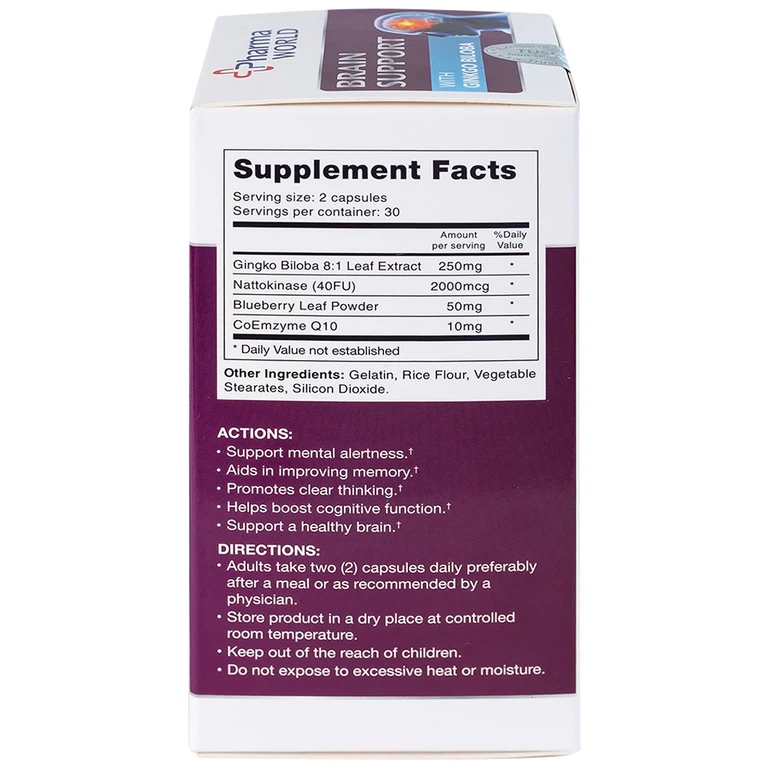 Pharma
WORLD
BRAIN
SUPPORT
WITH
GINKGO BILOBA
Supplement Facts
Serving size: 2 capsules
Servings per container: 30
Amount per serving %Daily Value
Gingko Biloba 8:1 Leaf Extract 250mg *
Nattokinase (40FU) 2000mcg *
Blueberry Leaf Powder 50mg *
CoEnzyme Q10 10mg *
* Daily Value not established
Other Ingredients: Gelatin, Rice Flour, Vegetable
Stearates, Silicon Dioxide.
ACTIONS:
• Support mental alertness.†
• Aids in improving memory.†
• Promotes clear thinking.†
• Helps boost cognitive function.†
• Support a healthy brain.†
DIRECTIONS:
• Adults take two (2) capsules daily preferably
after a meal or as recommended by a
physician.
• Store product in a dry place at controlled
room temperature.
• Keep out of the reach of children.
• Do not expose to excessive heat or moisture.